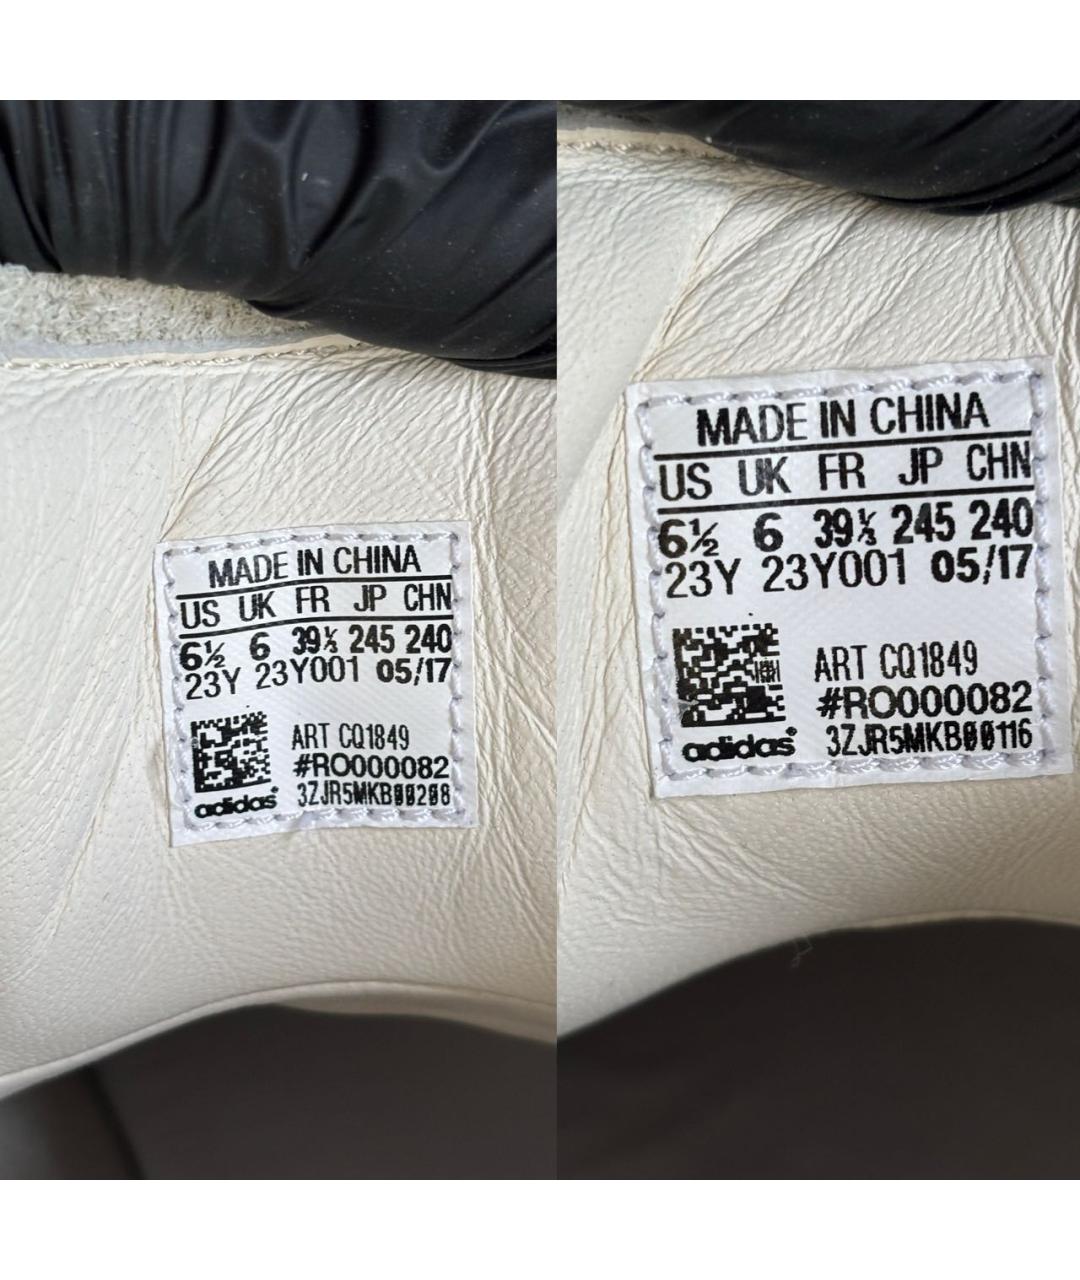 MADE IN CHINA
US UK FR JP CHN
6½ 6 39⅓ 245 240
23Y 23Y001 05/17
ART CQ1849
#RO000082
adidas® 3ZJR5MKB00208
MADE IN CHINA
US UK FR JP CHN
6½ 6 39⅓ 245 240
23Y 23Y001 05/17
ART CQ1849
#RO000082
adidas® 3ZJR5MKB00116